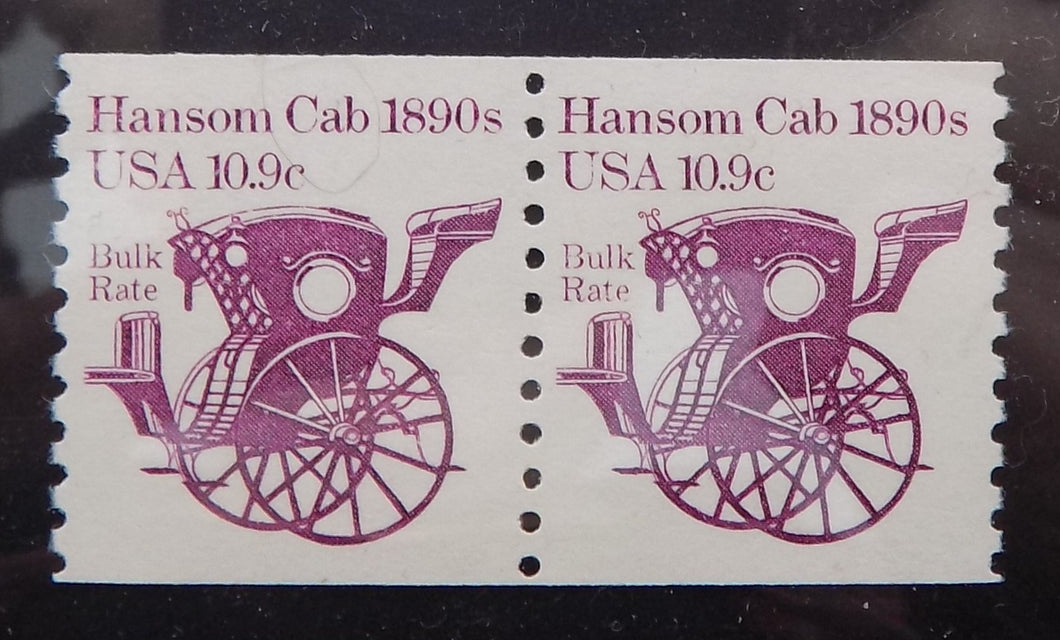 Hansom Cab 1890s
USA 10.9c
Bulk
Rate
Hansom Cab 1890s
USA 10.9c
Bulk
Rate